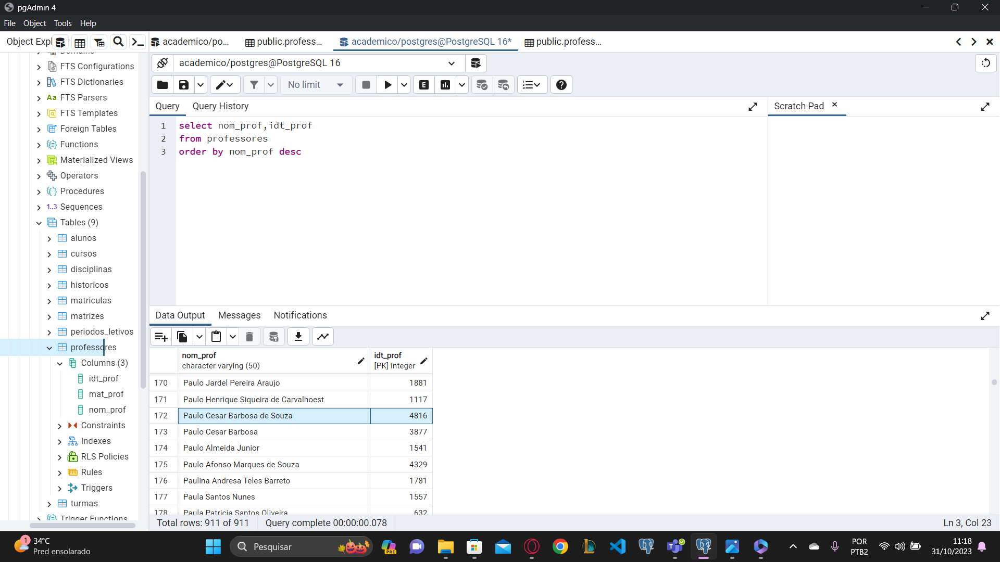 pgAdmin 4
File Object Tools Help
Object Expl
academico/po...
public.profess...
academico/postgres@PostgreSQL 16*
public.profess...
academico/postgres@PostgreSQL 16
No limit
Query
Query History
Scratch Pad
1 select nom_prof,idt_prof
2 from professores
3 order by nom_prof desc
Domains
FTS Configurations
FTS Dictionaries
Aa FTS Parsers
FTS Templates
Foreign Tables
Functions
Materialized Views
Operators
Procedures
1..3 Sequences
Tables (9)
alunos
cursos
disciplinas
historicos
matriculas
matrizes
periodos_letivos
professores
Columns (3)
idt_prof
mat_prof
nom_prof
Constraints
Indexes
RLS Policies
Rules
Triggers
turmas
Trigger Functions
Data Output
Messages
Notifications
nom_prof
character varying (50)
idt_prof
[PK] integer
170 Paulo Jardel Pereira Araujo 1881
171 Paulo Henrique Siqueira de Carvalhoest 1117
172 Paulo Cesar Barbosa de Souza 4816
173 Paulo Cesar Barbosa 3877
174 Paulo Almeida Junior 1541
175 Paulo Afonso Marques de Souza 4329
176 Paulina Andresa Teles Barreto 1781
177 Paula Santos Nunes 1557
178 Paula Patricia Santos Oliveira 632
Total rows: 911 of 911
Query complete 00:00:00.078
Ln 3, Col 23
1
34°C
Pred ensolarado
Pesquisar
PRE
POR
PTB2
11:18
31/10/2023